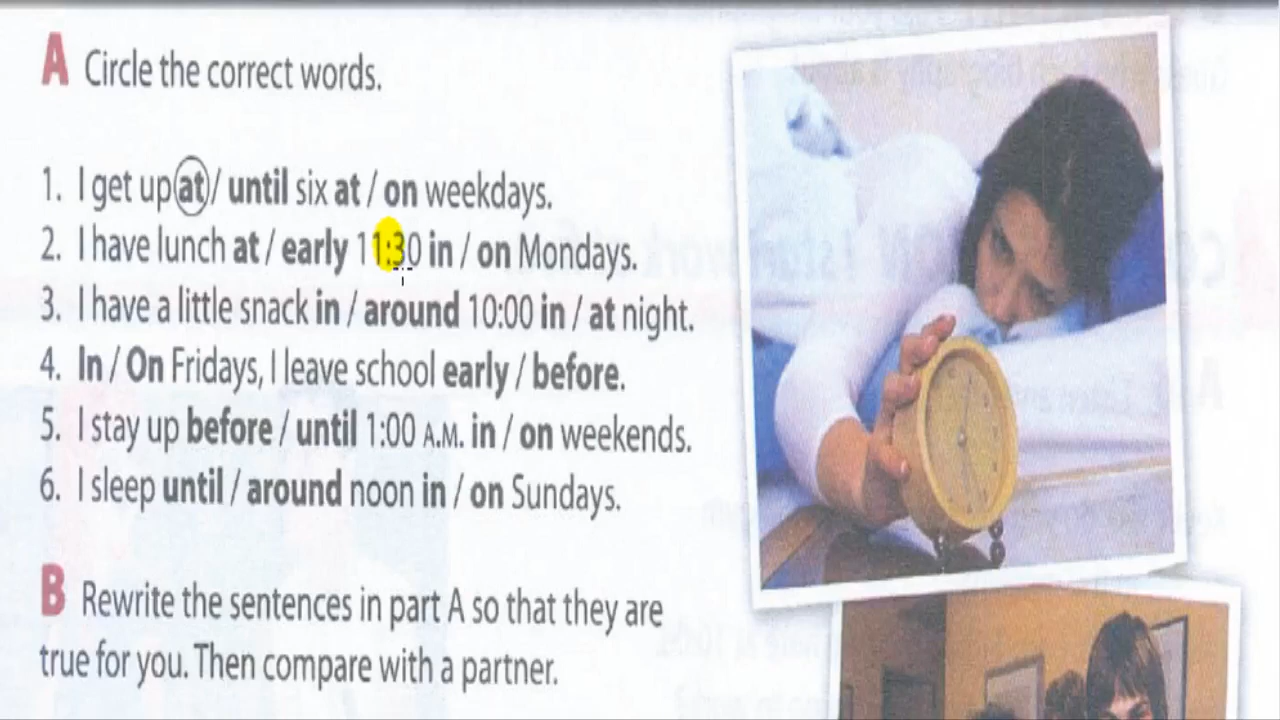 A Circle the correct words.
1. I get up at / until six at / on weekdays.
2. I have lunch at / early 11:30 in / on Mondays.
3. I have a little snack in / around 10:00 in / at night.
4. In / On Fridays, I leave school early / before.
5. I stay up before / until 1:00 A.M. in / on weekends.
6. I sleep until / around noon in / on Sundays.
B Rewrite the sentences in part A so that they are
true for you. Then compare with a partner.